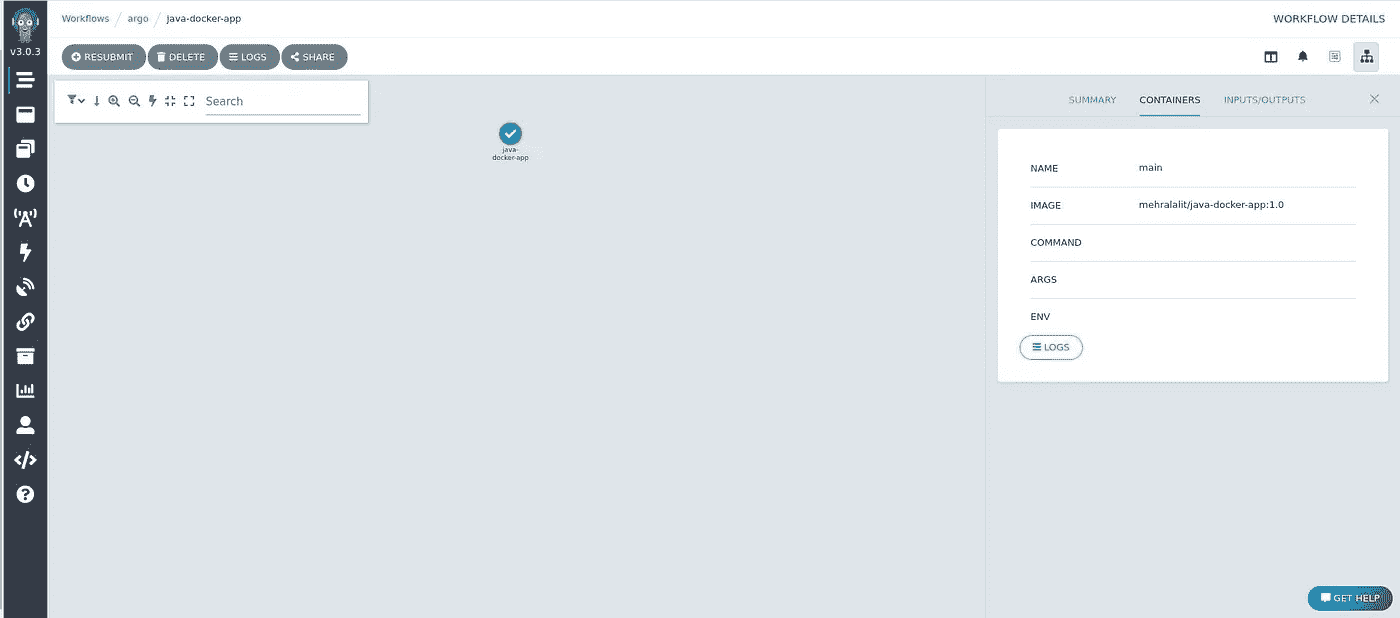 v3.0.3
Workflows / argo / java-docker-app
WORKFLOW DETAILS
RESUBMIT DELETE LOGS SHARE
Search
java-
docker-app
SUMMARY CONTAINERS INPUTS/OUTPUTS
NAME main
IMAGE mehralalit/java-docker-app:1.0
COMMAND
ARGS
ENV
LOGS
GET HELP